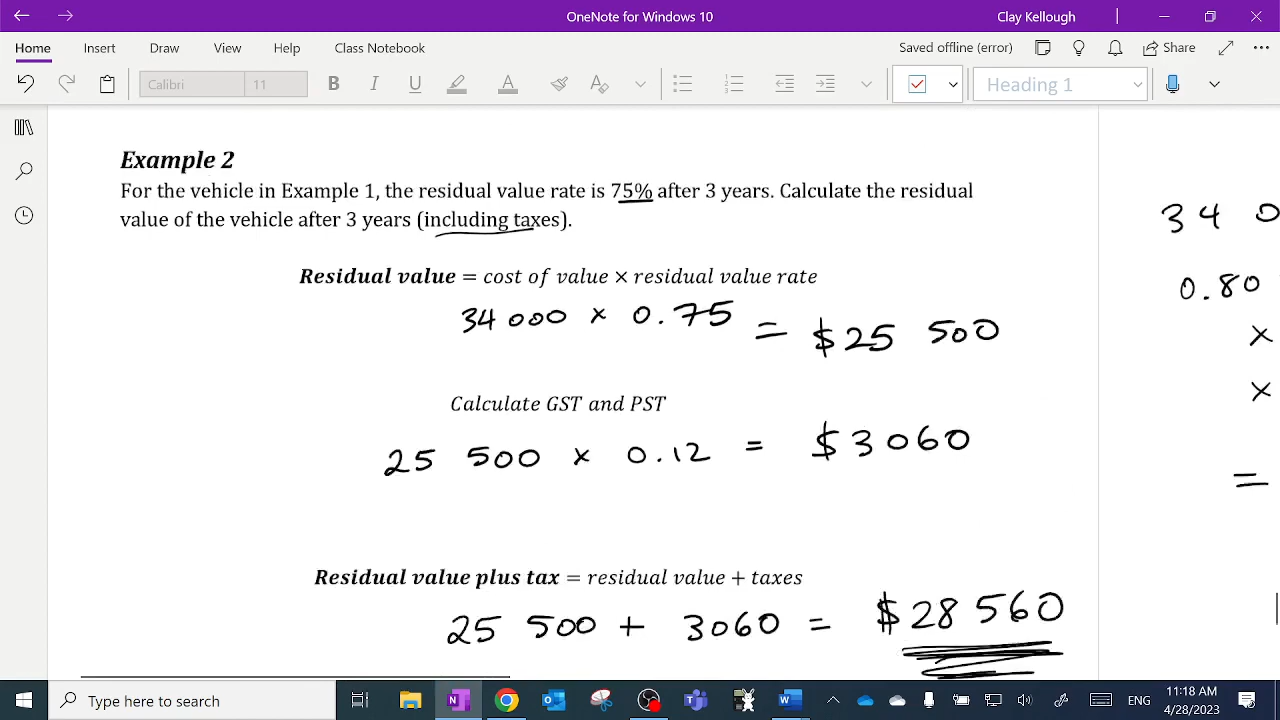 OneNote for Windows 10
Clay Kellough
Home Insert Draw View Help Class Notebook
Saved offline (error)
Share
Calibri 11 B I U A Heading 1
Example 2
For the vehicle in Example 1, the residual value rate is 75% after 3 years. Calculate the residual
value of the vehicle after 3 years (including taxes).
Residual value = cost of value × residual value rate
34 000 × 0.75 = $25 500
Calculate GST and PST
25 500 × 0.12 = $3060
Residual value plus tax = residual value + taxes
25 500 + 3060 = $28 560
34 0
0.80
×
×
=
Type here to search
ENG
11:18 AM
4/28/2023